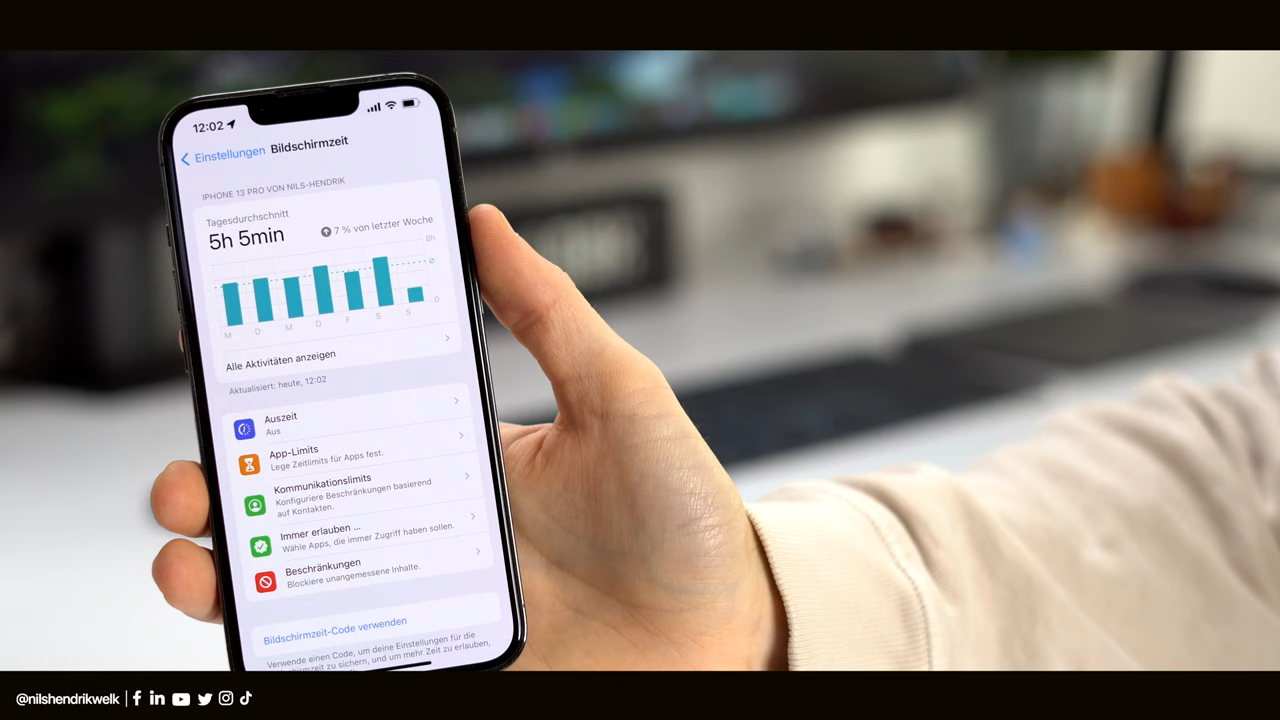 12:02
Einstellungen Bildschirmzeit
IPHONE 13 PRO VON NILS-HENDRIK
Tagesdurchschnitt
5h 5min
7 % von letzter Woche
8h
0
M D M D F S S
Alle Aktivitäten anzeigen
Aktualisiert: heute, 12:02
Auszeit
Aus
App-Limits
Lege Zeitlimits für Apps fest.
Kommunikationslimits
Konfiguriere Beschränkungen basierend
auf Kontakten.
Immer erlauben ...
Wähle Apps, die immer Zugriff haben sollen.
Beschränkungen
Blockiere unangemessene Inhalte.
Bildschirmzeit-Code verwenden
Verwende einen Code, um deine Einstellungen für die
zu sichern, und um mehr Zeit zu erlauben,
@nilshendrikwelk